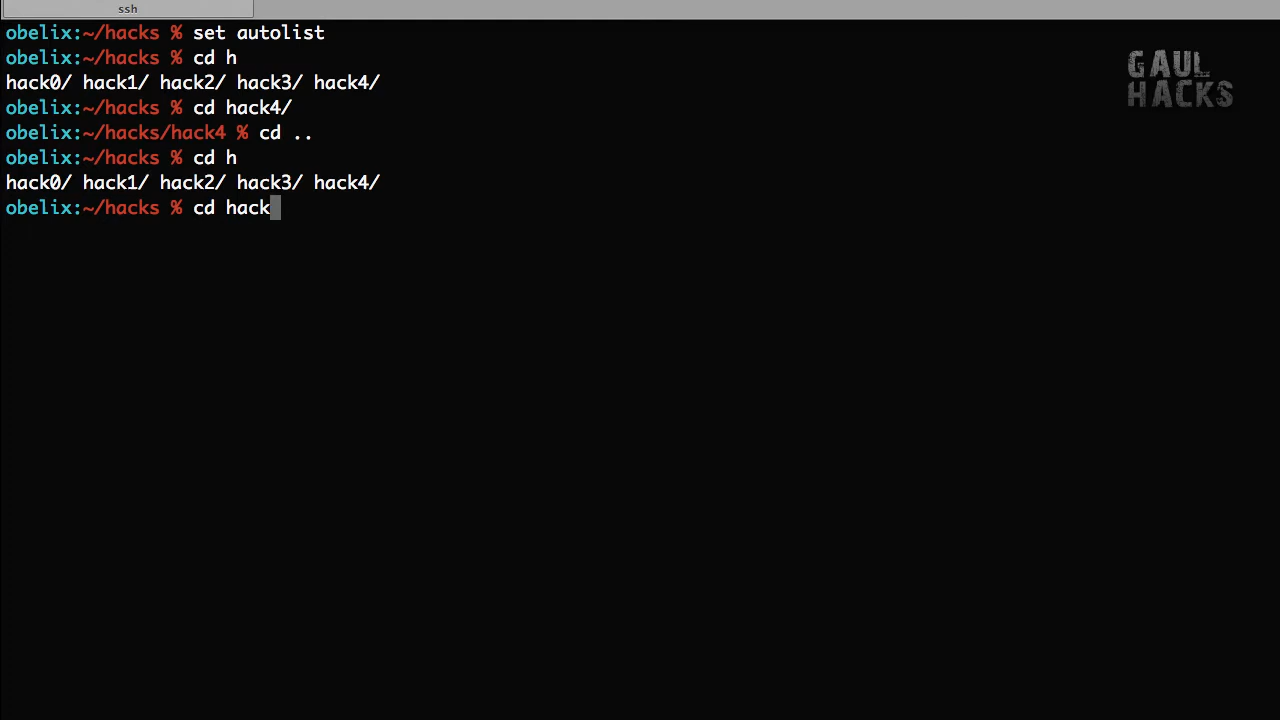 ssh
obelix:~/hacks % set autolist
obelix:~/hacks % cd h
hack0/ hack1/ hack2/ hack3/ hack4/
obelix:~/hacks % cd hack4/
obelix:~/hacks/hack4 % cd ..
obelix:~/hacks % cd h
hack0/ hack1/ hack2/ hack3/ hack4/
obelix:~/hacks % cd hack
GAUL
HACKS